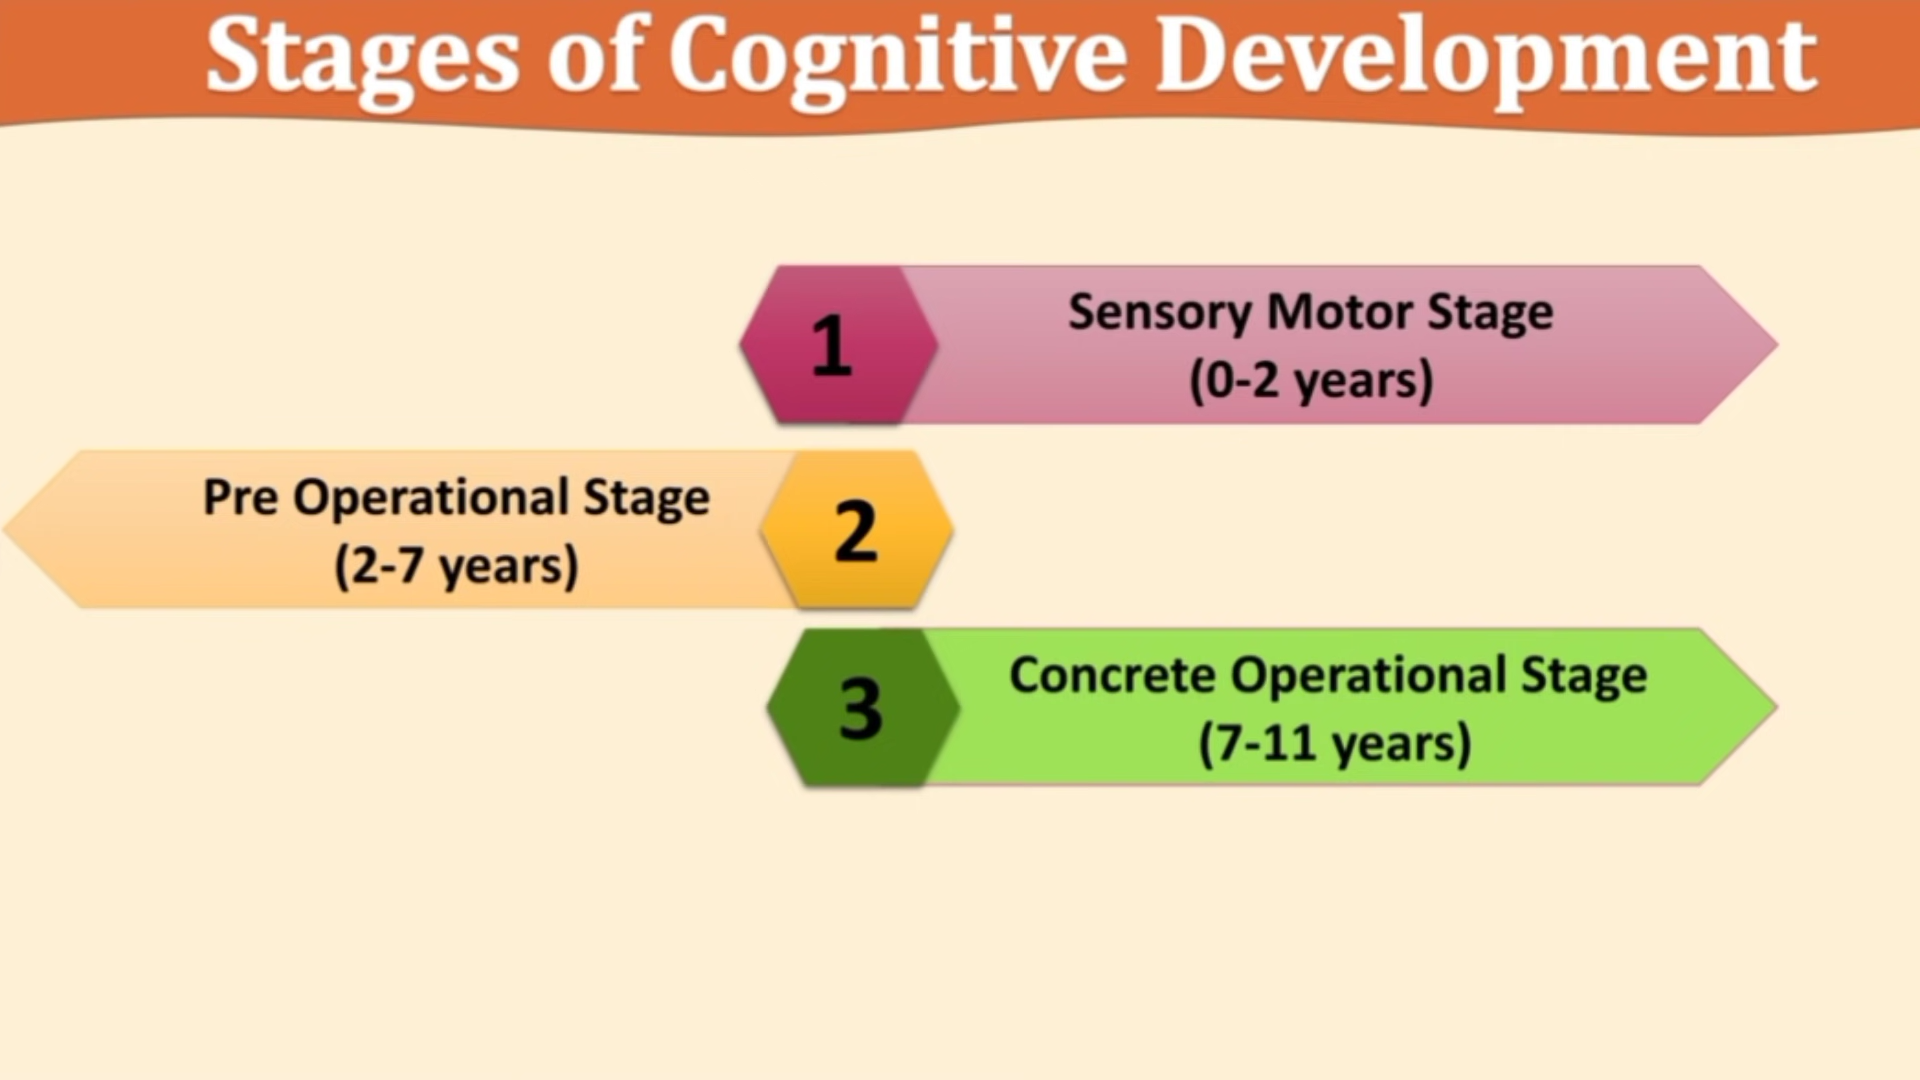 Stages of Cognitive Development
1
Sensory Motor Stage
(0-2 years)
Pre Operational Stage
(2-7 years)
2
3
Concrete Operational Stage
(7-11 years)